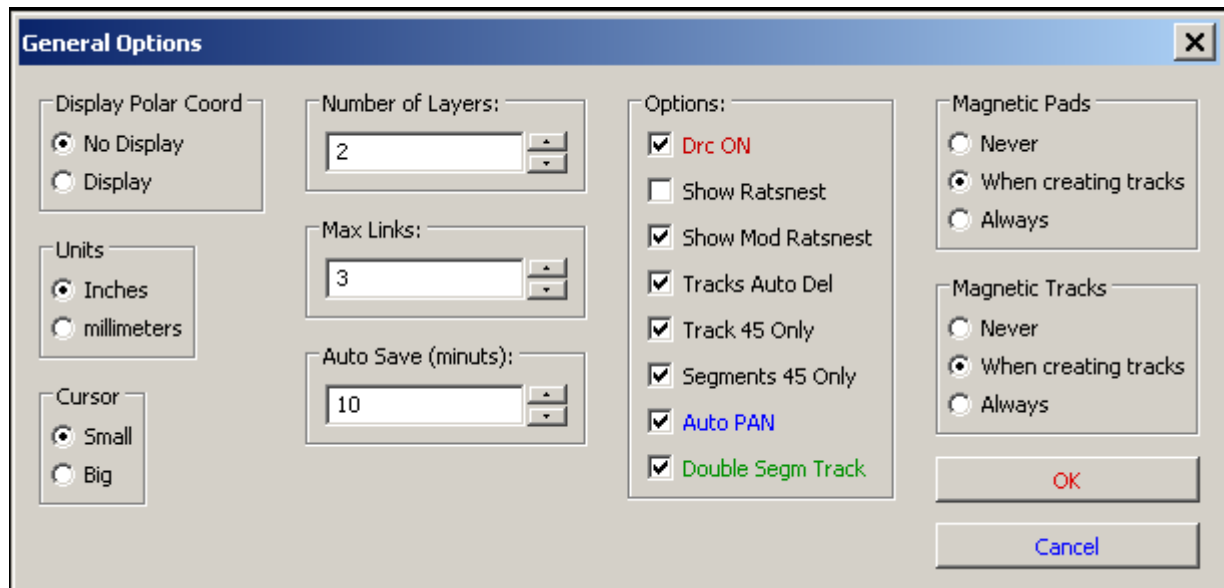 General Options
Display Polar Coord
No Display
Display
Units
Inches
millimeters
Cursor
Small
Big
Number of Layers:
2
Max Links:
3
Auto Save (minuts):
10
Options:
Drc ON
Show Ratsnest
Show Mod Ratsnest
Tracks Auto Del
Track 45 Only
Segments 45 Only
Auto PAN
Double Segm Track
Magnetic Pads
Never
When creating tracks
Always
Magnetic Tracks
Never
When creating tracks
Always
OK
Cancel